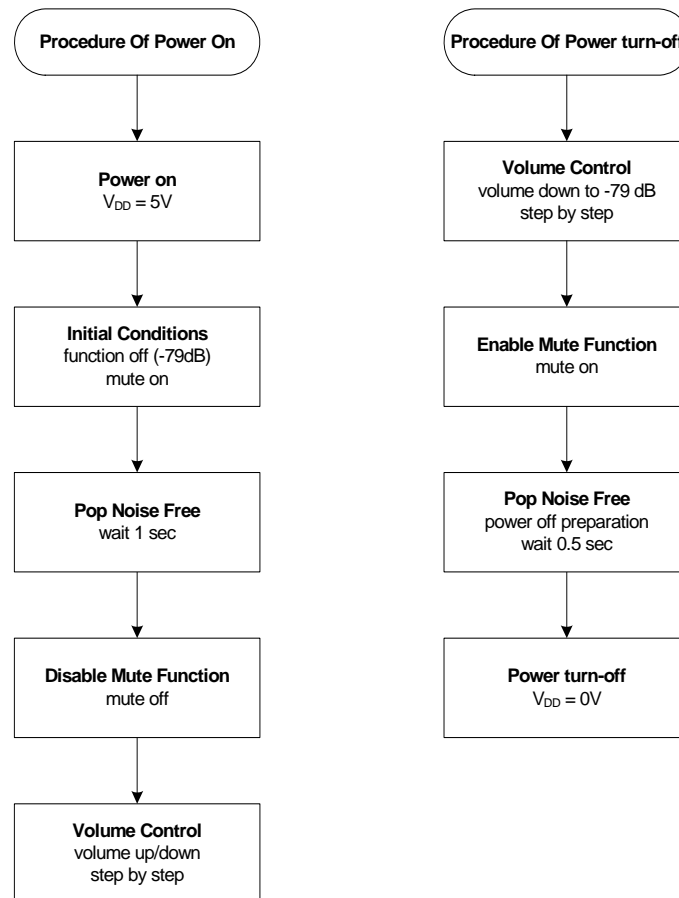 Procedure Of Power On
Power on
VDD = 5V
Initial Conditions
function off (-79dB)
mute on
Pop Noise Free
wait 1 sec
Disable Mute Function
mute off
Volume Control
volume up/down
step by step
Procedure Of Power turn-off
Volume Control
volume down to -79 dB
step by step
Enable Mute Function
mute on
Pop Noise Free
power off preparation
wait 0.5 sec
Power turn-off
VDD = 0V